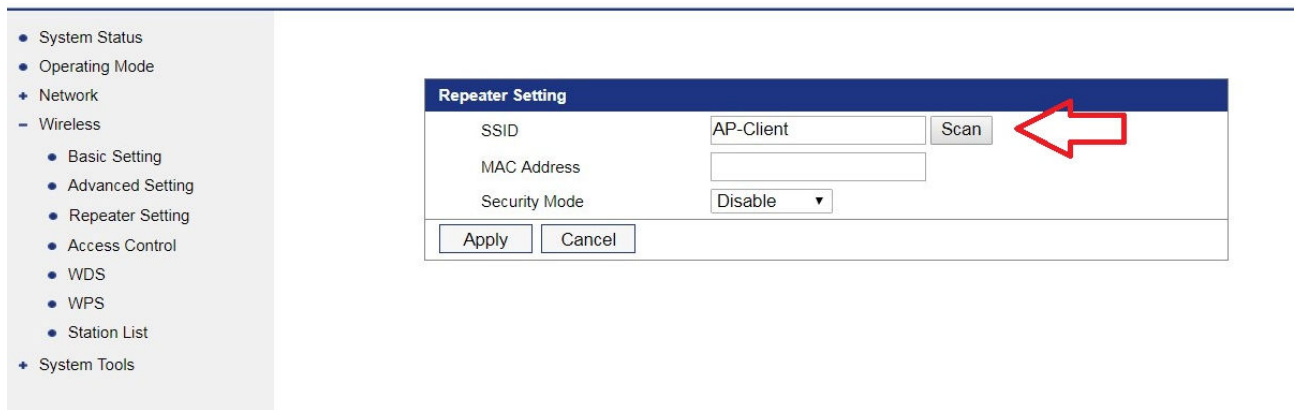 System Status
Operating Mode
Network
Wireless
Basic Setting
Advanced Setting
Repeater Setting
Access Control
WDS
WPS
Station List
System Tools
Repeater Setting
SSID AP-Client Scan
MAC Address
Security Mode Disable
Apply Cancel